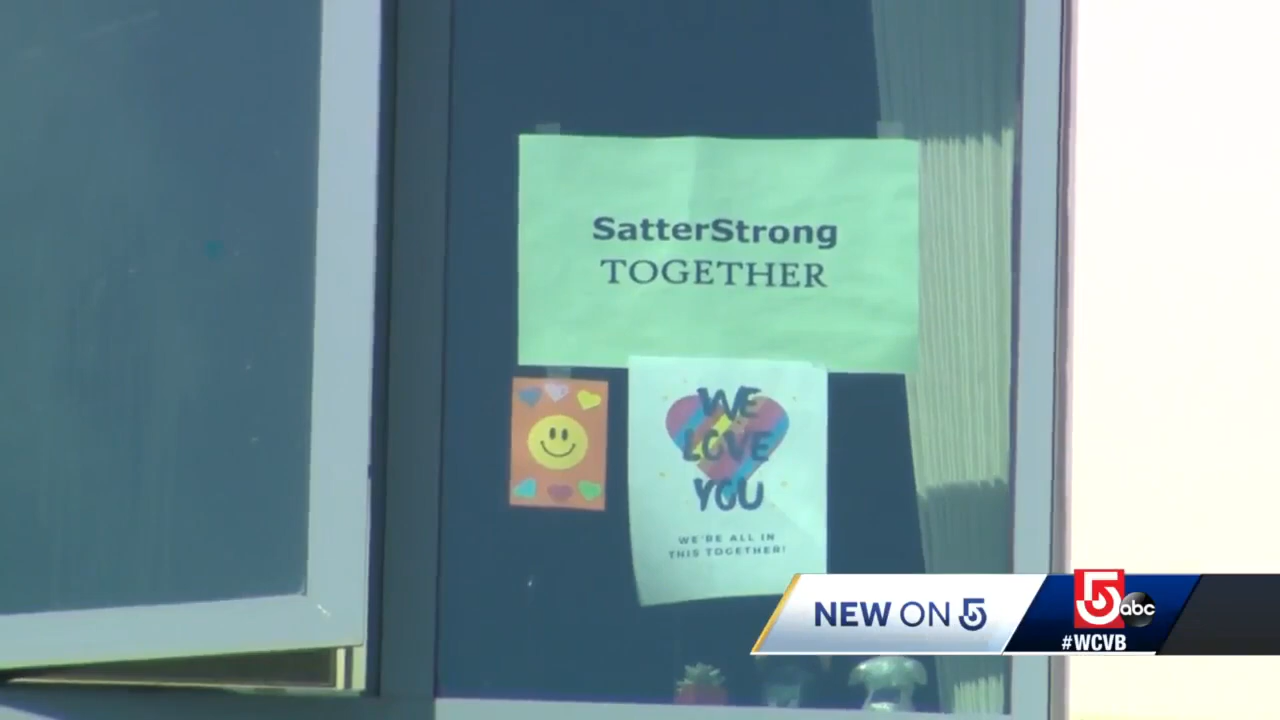 SatterStrong
TOGETHER
WE
LOVE
YOU
WE'RE ALL IN
THIS TOGETHER!
NEW ON 5
5 abc
#WCVB